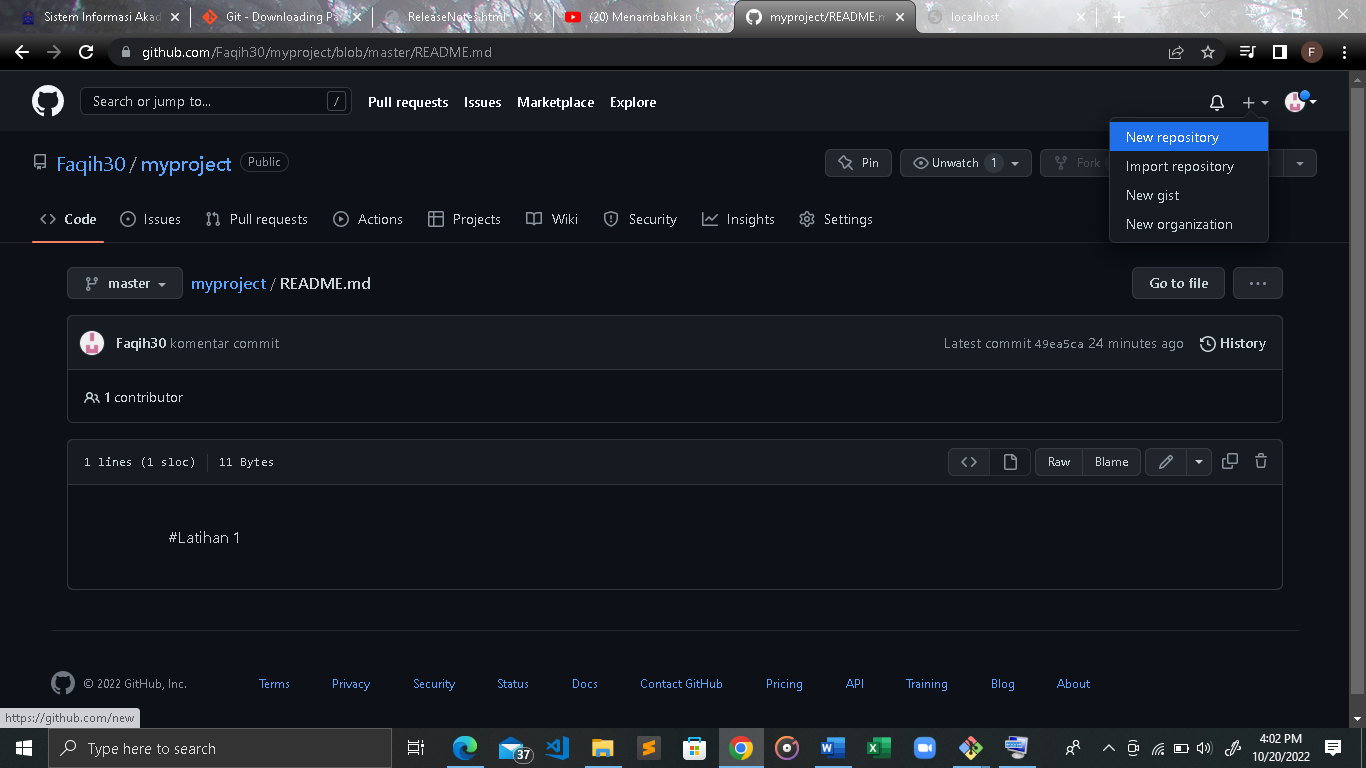 Sistem Informasi Akad
Git - Downloading Pa
ReleaseNotes.html
(20) Menambahkan
myproject/README.m
localhost
github.com/Faqih30/myproject/blob/master/README.md
F
Search or jump to...
/
Pull requests
Issues
Marketplace
Explore
New repository
Import repository
New gist
New organization
Faqih30 / myproject
Public
Pin
Unwatch 1
Fork
Code
Issues
Pull requests
Actions
Projects
Wiki
Security
Insights
Settings
master
myproject / README.md
Go to file
...
Faqih30 komentar commit
Latest commit 49ea5ca 24 minutes ago
History
1 contributor
1 lines (1 sloc)
11 Bytes
Raw
Blame
#Latihan 1
© 2022 GitHub, Inc.
Terms
Privacy
Security
Status
Docs
Contact GitHub
Pricing
API
Training
Blog
About
https://github.com/new
Type here to search
37
4:02 PM
10/20/2022